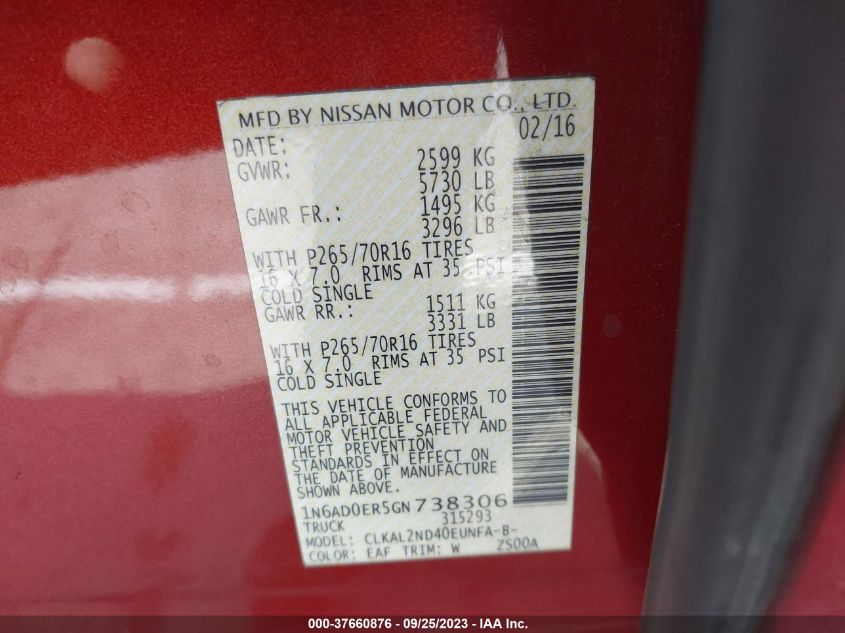 MFD BY NISSAN MOTOR CO., LTD.
DATE: 02/16
GVWR: 2599 KG
5730 LB
GAWR FR.: 1495 KG
3296 LB
WITH P265/70R16 TIRES
16 X 7.0 RIMS AT 35 PSI
COLD SINGLE
GAWR RR.: 1511 KG
3331 LB
WITH P265/70R16 TIRES
16 X 7.0 RIMS AT 35 PSI
COLD SINGLE
THIS VEHICLE CONFORMS TO
ALL APPLICABLE FEDERAL
MOTOR VEHICLE SAFETY AND
THEFT PREVENTION
STANDARDS IN EFFECT ON
THE DATE OF MANUFACTURE
SHOWN ABOVE.
1N6AD0ER5GN738306
TRUCK 315293
MODEL: CLKAL2ND40EUNFA-B-
COLOR: EAF TRIM: W ZS00A
000-37660876 - 09/25/2023 - IAA Inc.